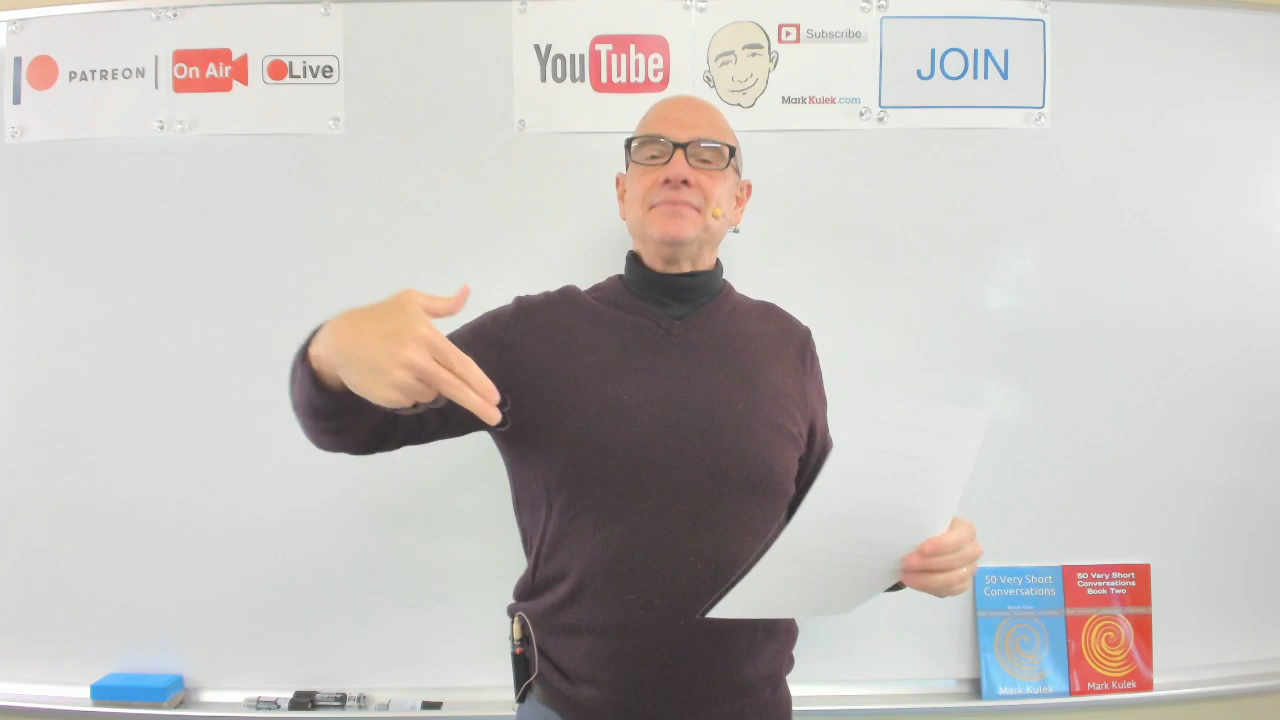 PATREON
On Air
Live
YouTube
Subscribe
MarkKulek.com
JOIN
50 Very Short
Conversations
Mark Kulek
50 Very Short
Conversations
Book Two
Mark Kulek